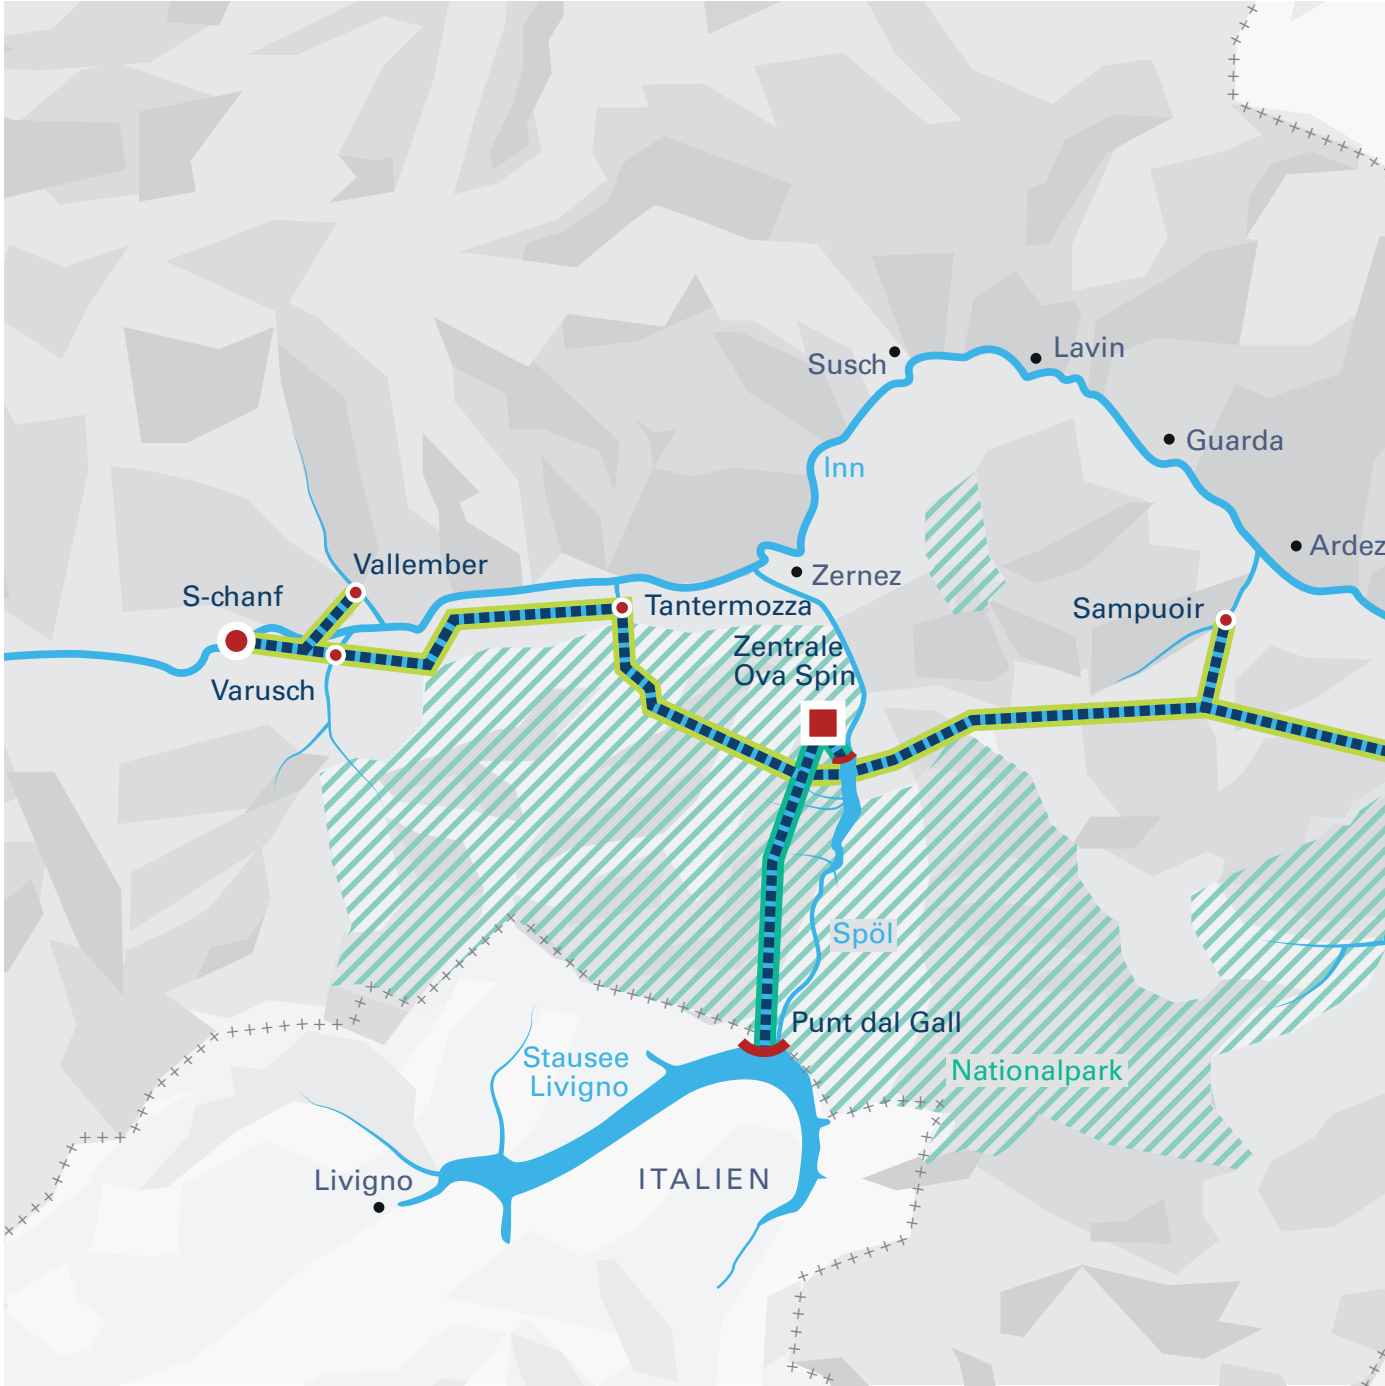 Lavin
Susch
Guarda
Inn
Ardez
Vallember
Zernez
S-chanf
Tantermozza
Sampuoir
Zentrale
Ova Spin
Varusch
Spöl
Punt dal Gall
Stausee
Livigno
Nationalpark
Livigno
ITALIEN